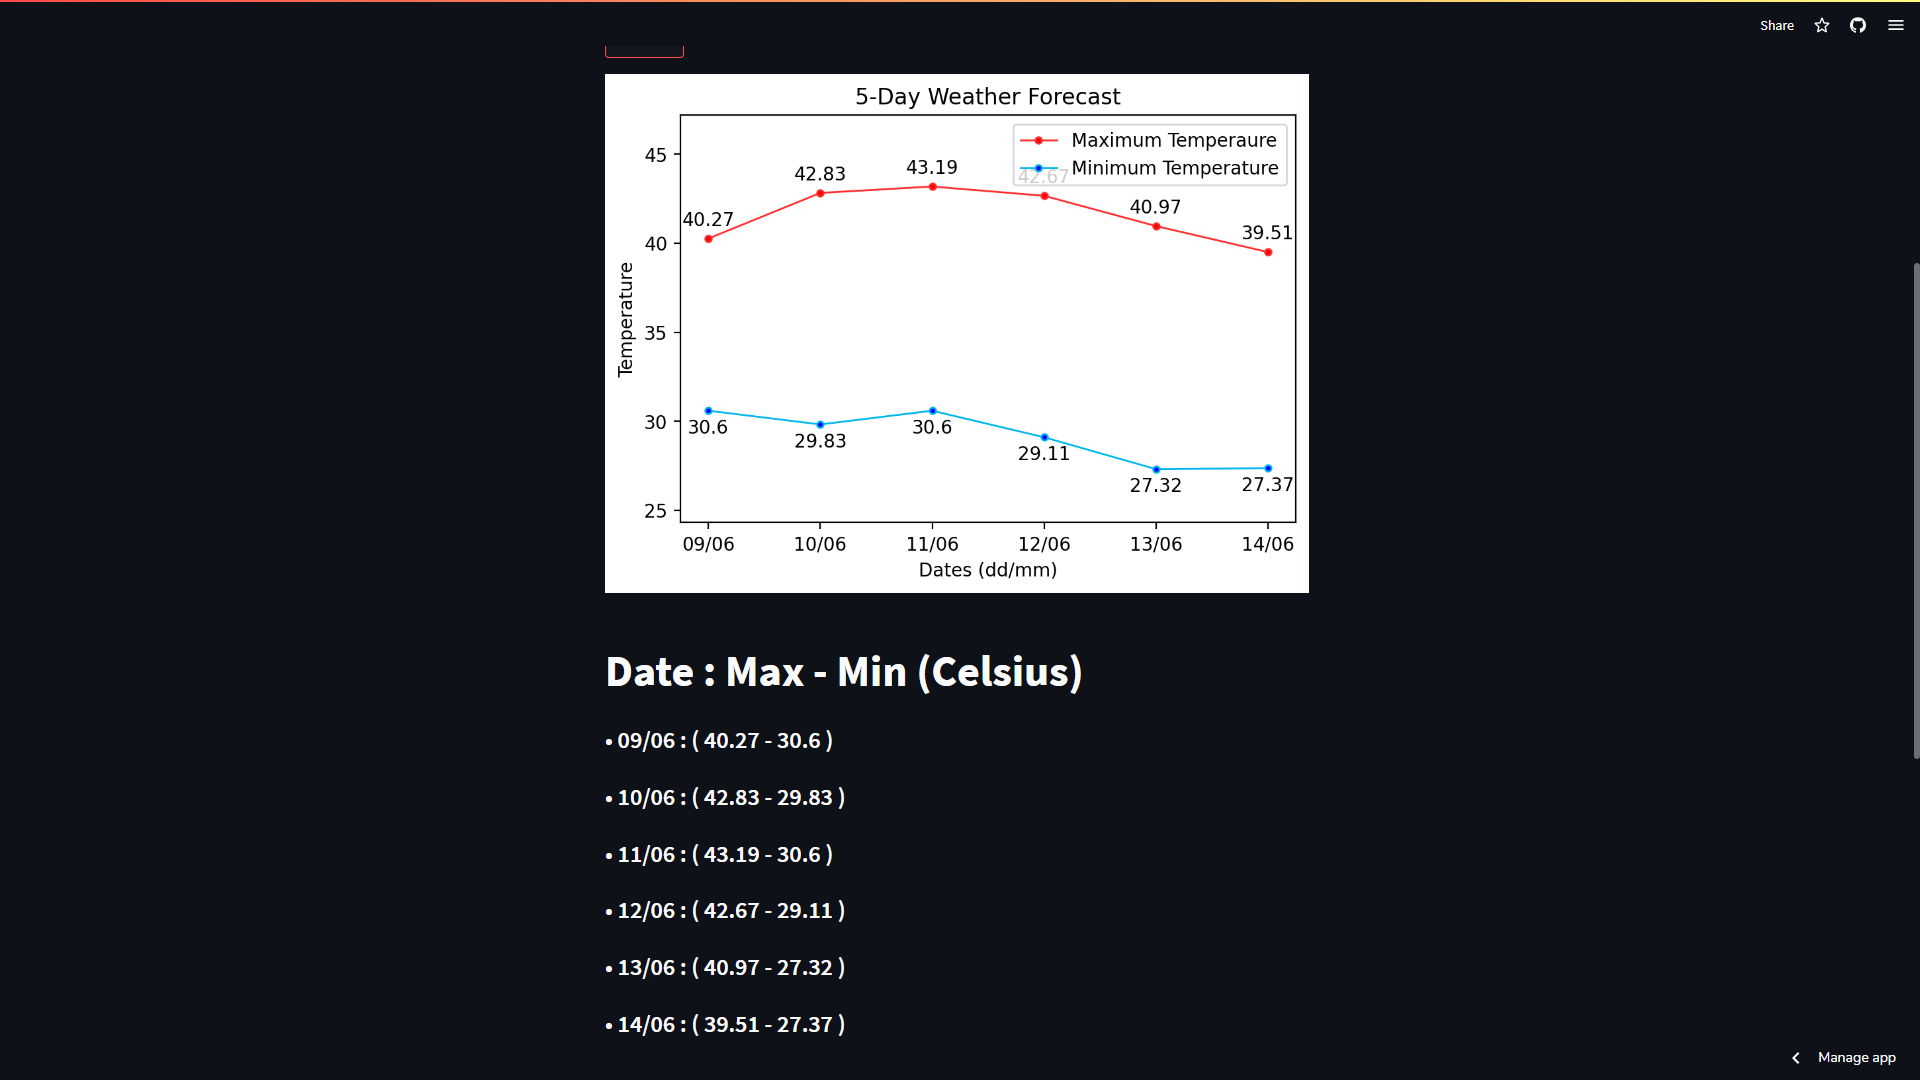 Share
5-Day Weather Forecast
Maximum Temperaure
Minimum Temperature
45
40
35
30
25
Temperature
40.27
42.83
43.19
42.67
40.97
39.51
30.6
29.83
30.6
29.11
27.32
27.37
09/06 10/06 11/06 12/06 13/06 14/06
Dates (dd/mm)
Date : Max - Min (Celsius)
• 09/06 : ( 40.27 - 30.6 )
• 10/06 : ( 42.83 - 29.83 )
• 11/06 : ( 43.19 - 30.6 )
• 12/06 : ( 42.67 - 29.11 )
• 13/06 : ( 40.97 - 27.32 )
• 14/06 : ( 39.51 - 27.37 )
Manage app